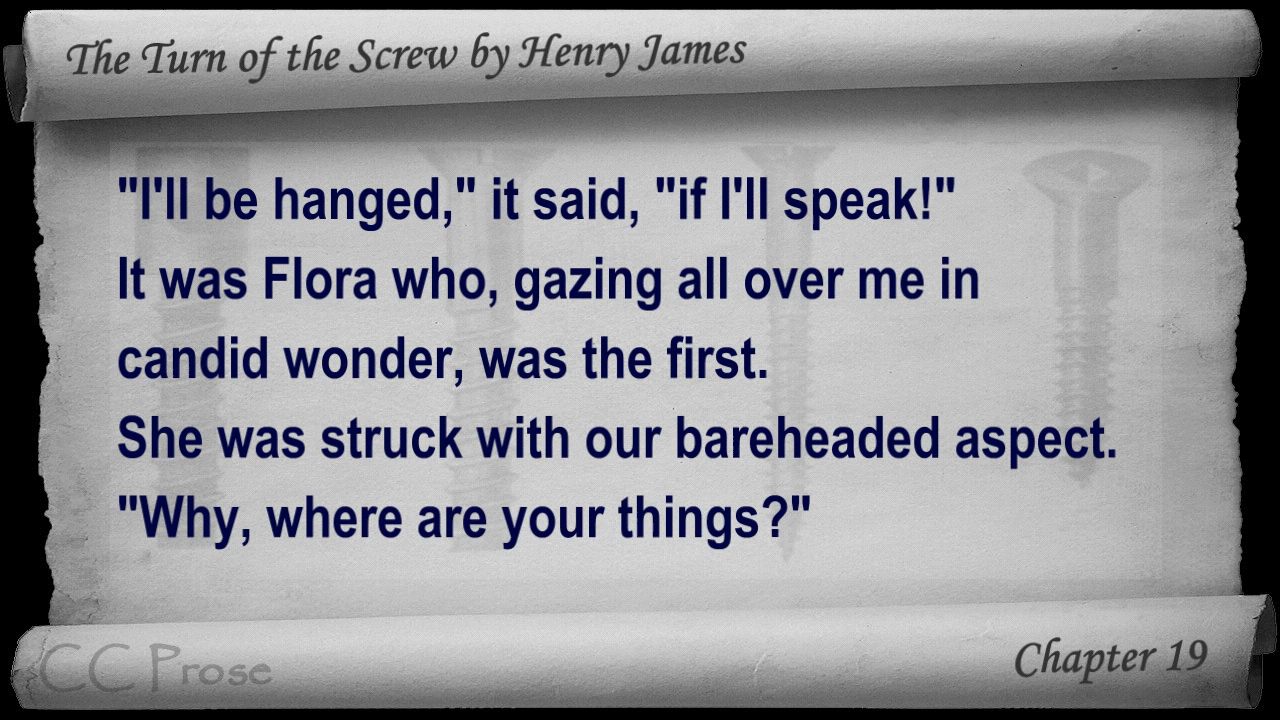 The Turn of the Screw by Henry James
"I'll be hanged," it said, "if I'll speak!"
It was Flora who, gazing all over me in
candid wonder, was the first.
She was struck with our bareheaded aspect.
"Why, where are your things?"
CC Prose
Chapter 19